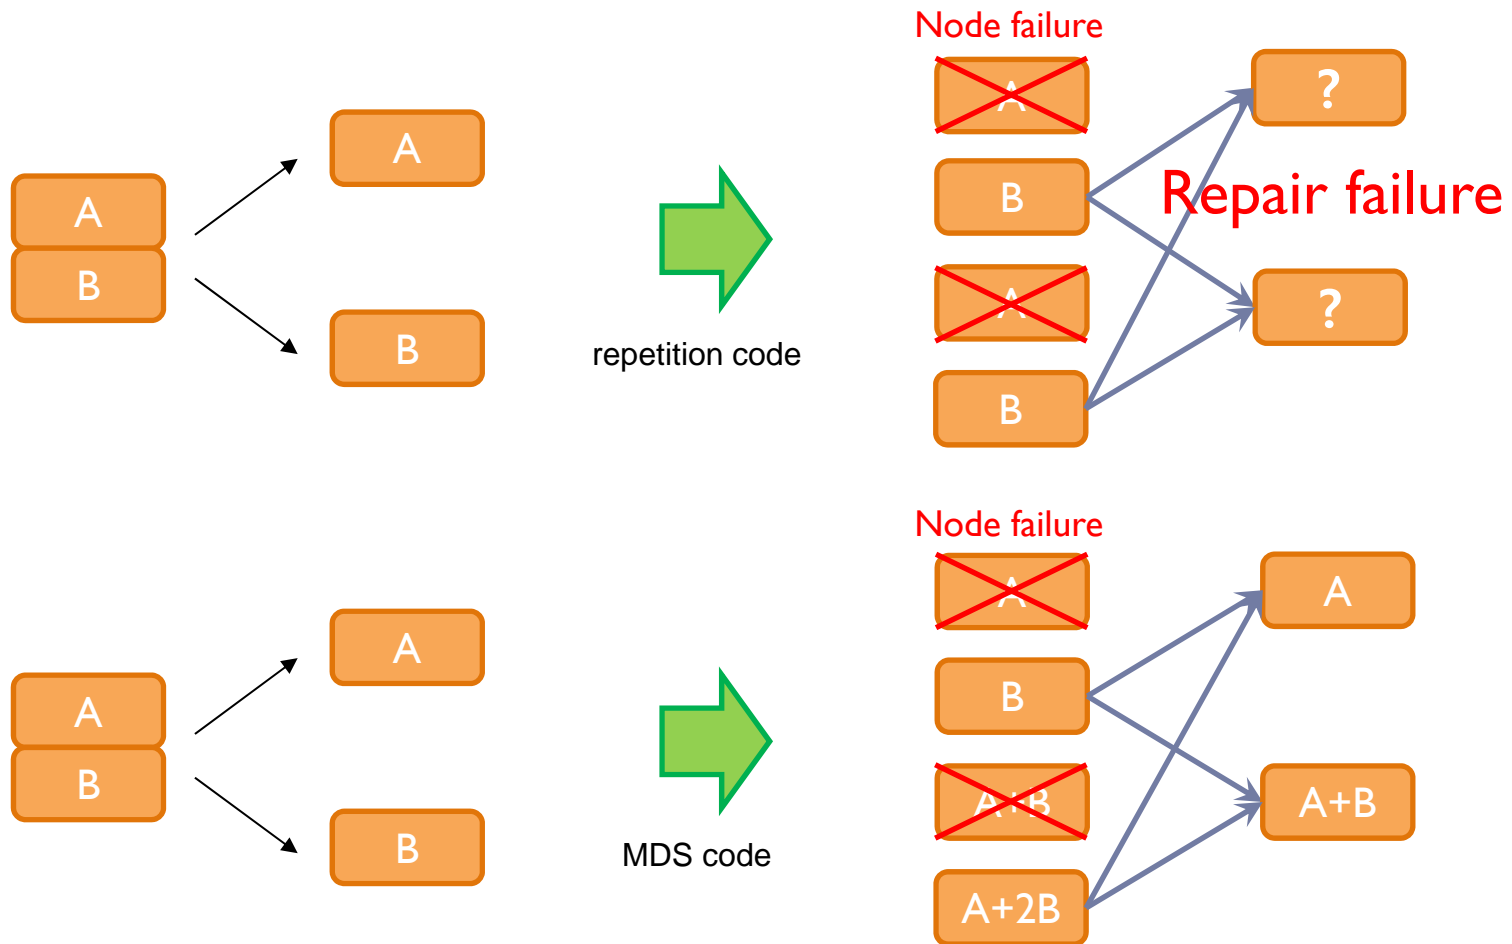 Node failure
A
?
A
A
B
Repair failure
B
A
?
B
repetition code
B
Node failure
A
A
A
A
B
B
A+B
A+B
B
MDS code
A+2B